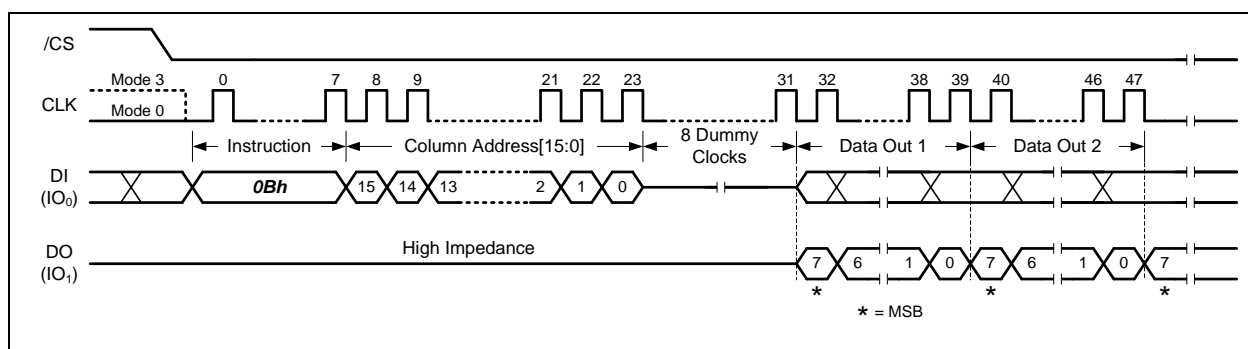 /CS
Mode 3 0 7 8 9 21 22 23 31 32 38 39 40 46 47
CLK
Mode 0
Instruction Column Address[15:0] 8 Dummy Clocks Data Out 1 Data Out 2
DI
(IO0)
0Bh 15 14 13 2 1 0
High Impedance
DO
(IO1)
7 6 1 0 7 6 1 0 7
* * *
* = MSB